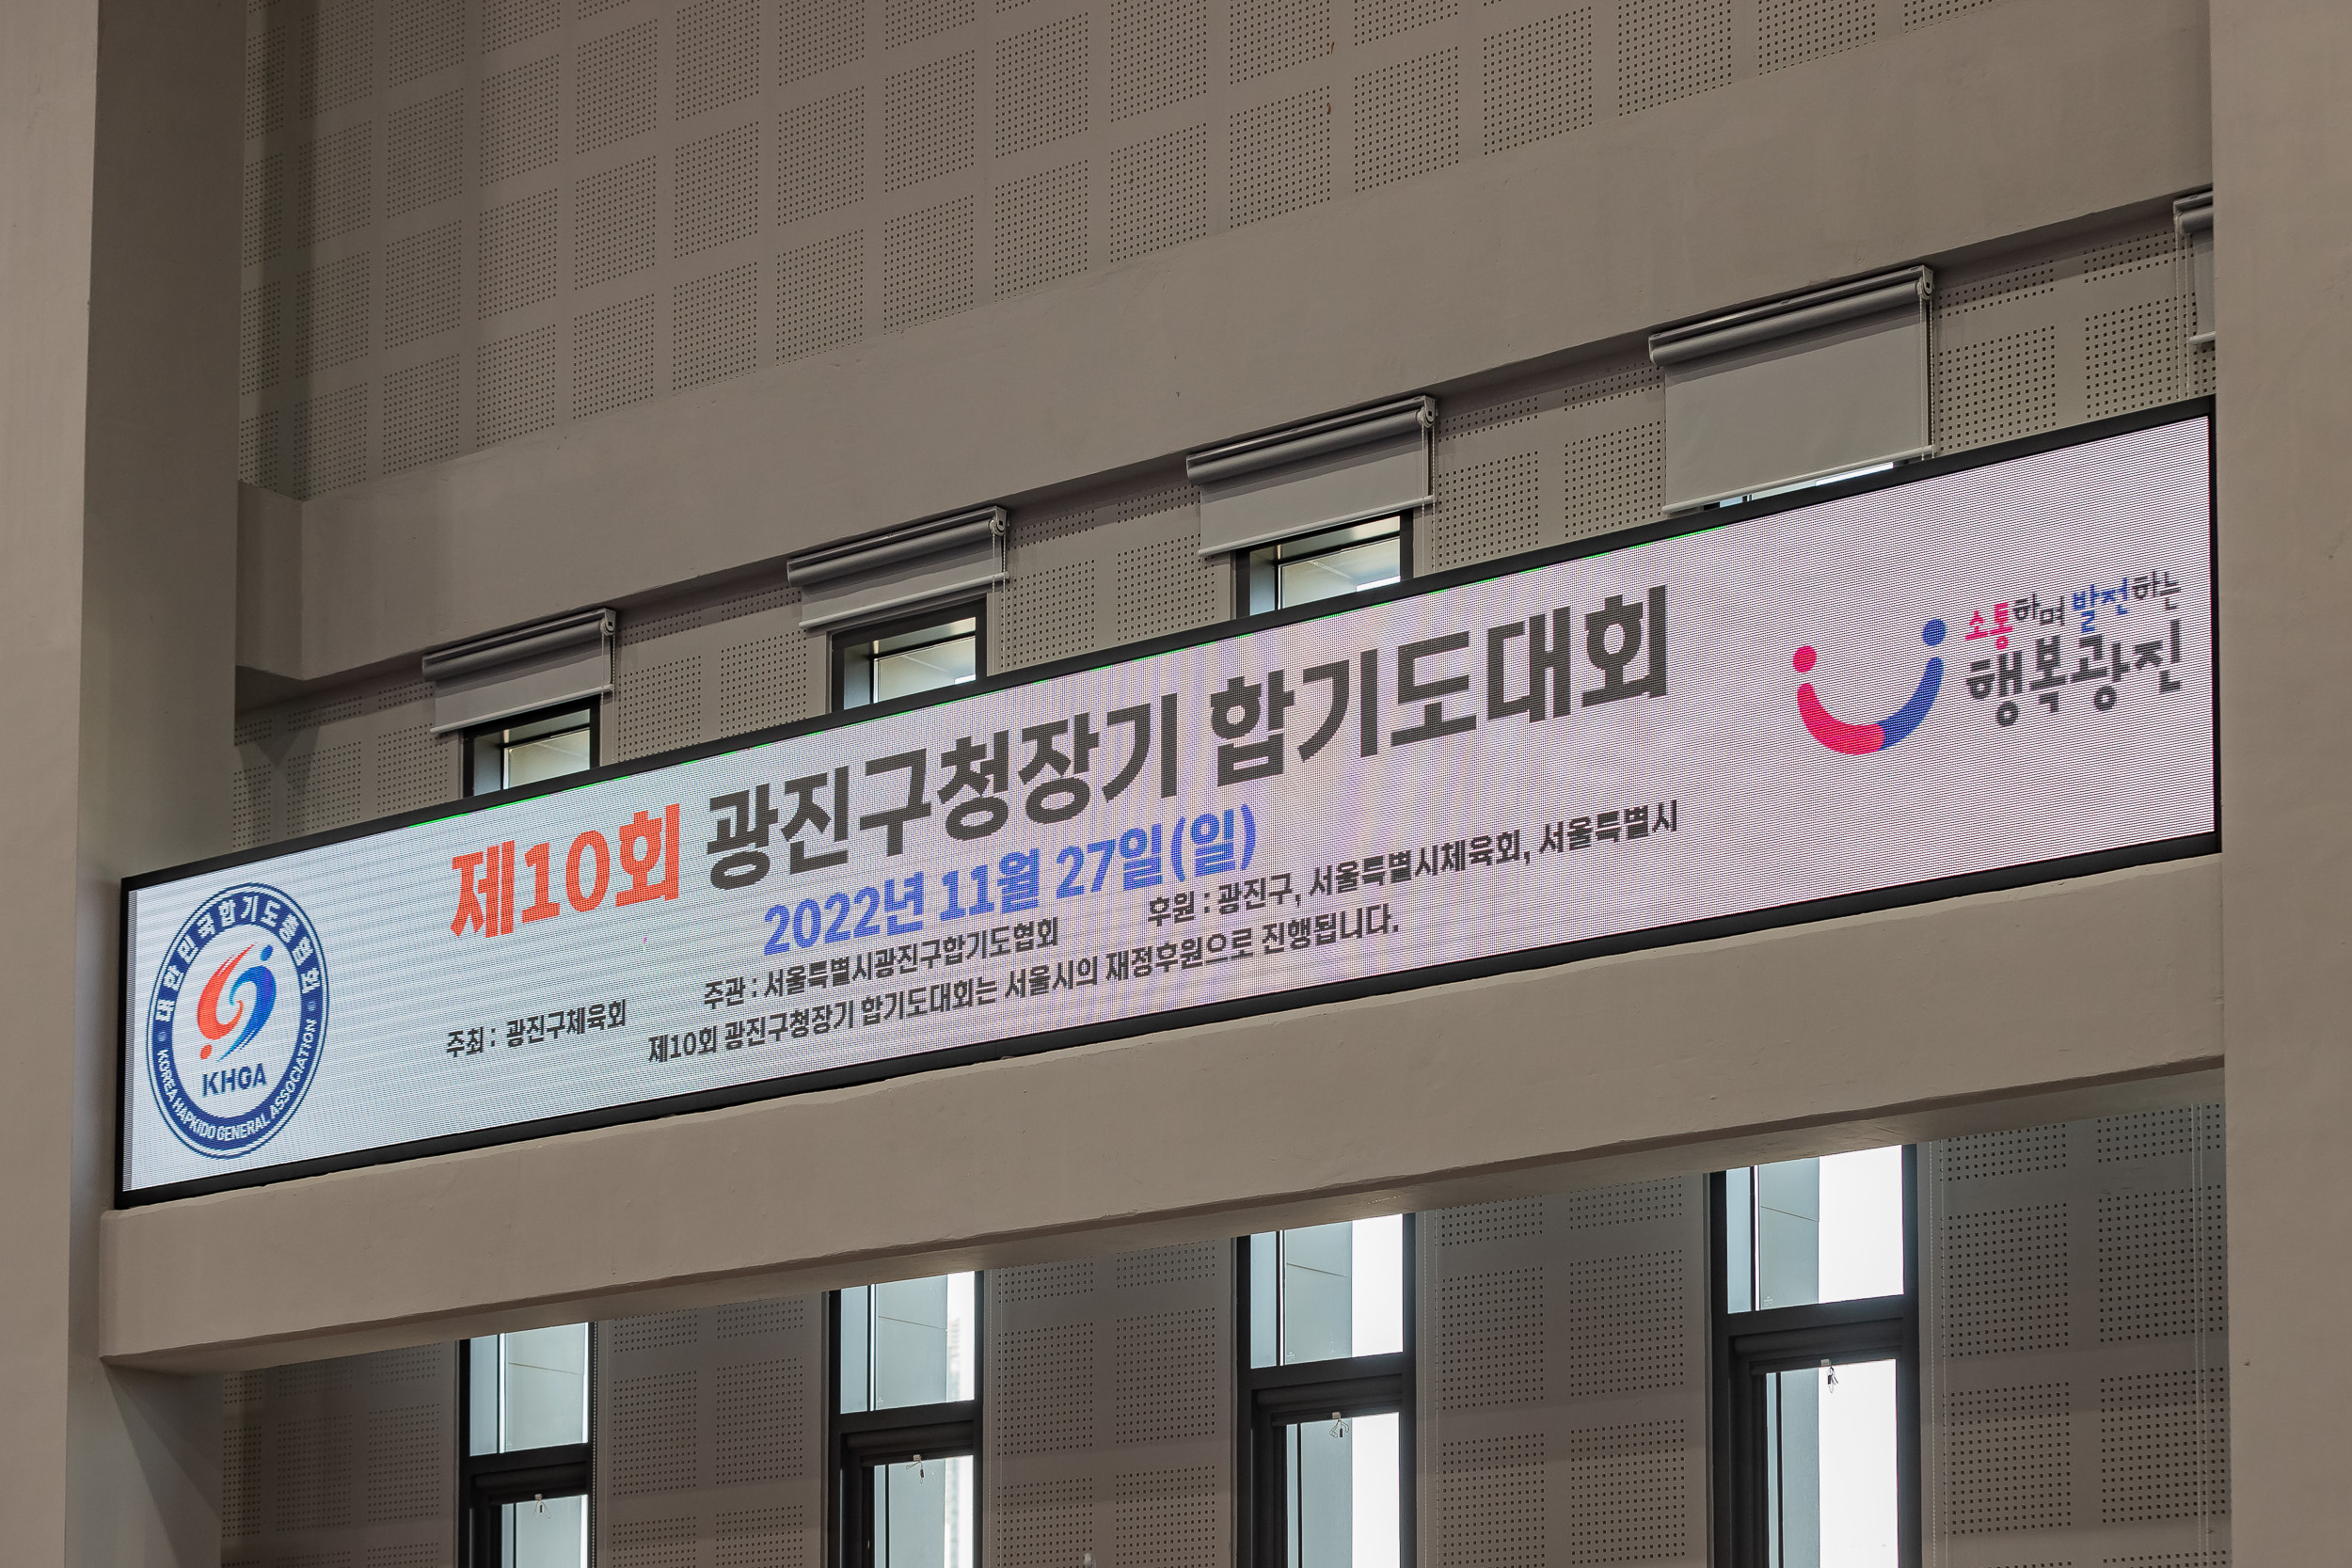 대한민국합기도총협회
KHGA
KOREA HAPKIDO GENERAL ASSOCIATION
제10회 광진구청장기 합기도대회
2022년 11월 27일(일)
주최 : 광진구체육회 주관 : 서울특별시광진구합기도협회 후원 : 광진구, 서울특별시체육회, 서울특별시
제10회 광진구청장기 합기도대회는 서울시의 재정후원으로 진행됩니다.
소통하며 발전하는
행복광진